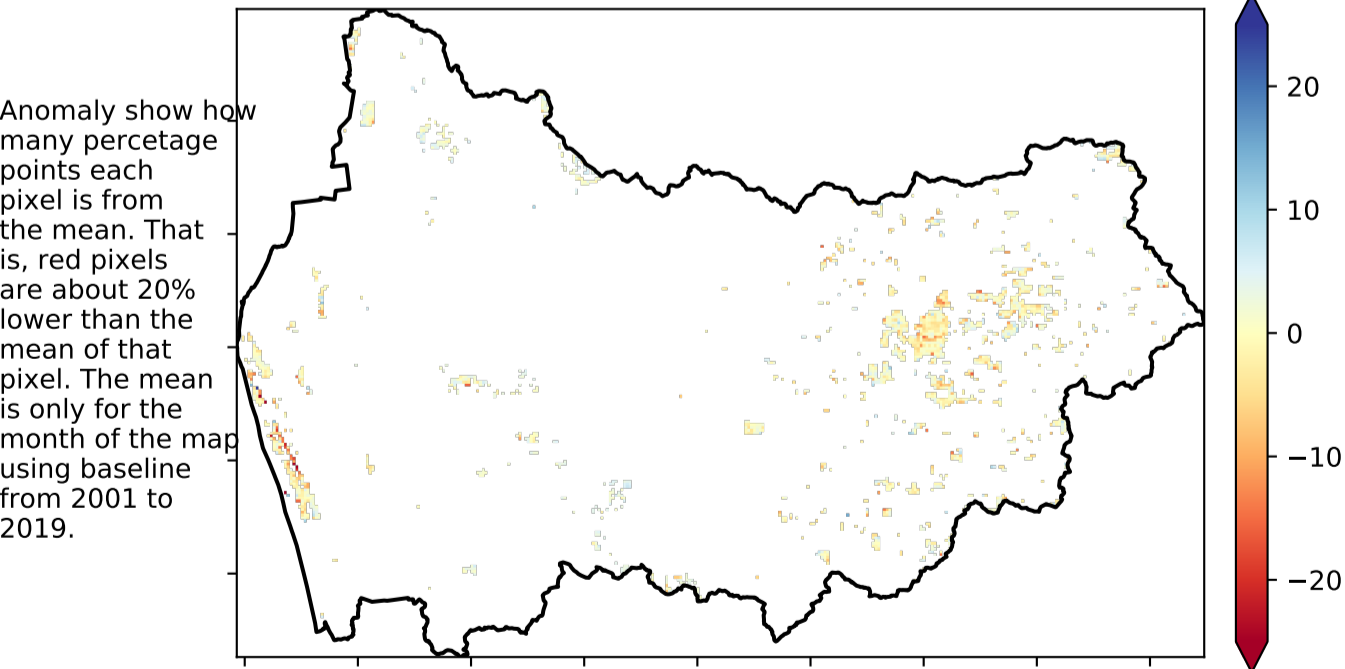 Anomaly show how
many percetage
points each
pixel is from
the mean. That
is, red pixels
are about 20%
lower than the
mean of that
pixel. The mean
is only for the
month of the map
using baseline
from 2001 to
2019.
20
10
0
−10
−20